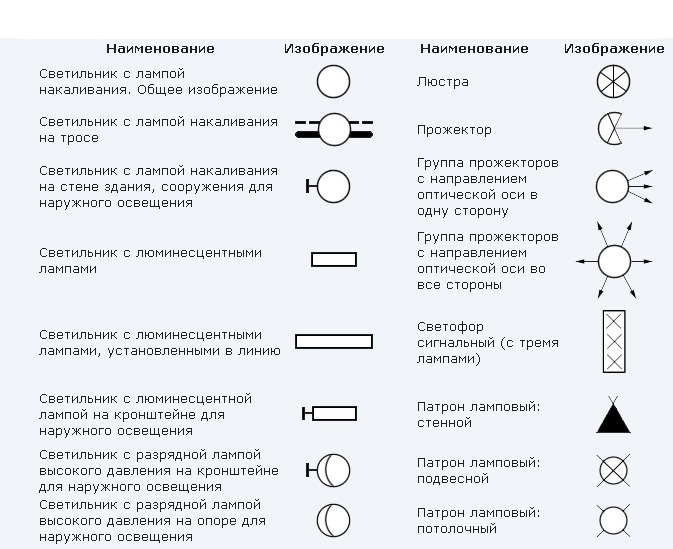 Наименование
Изображение
Наименование
Изображение
Светильник с лампой
накаливания. Общее изображение
Люстра
Светильник с лампой накаливания
на тросе
Прожектор
Светильник с лампой накаливания
на стене здания, сооружения для
наружного освещения
Группа прожекторов
с направлением
оптической оси в
одну сторону
Светильник с люминесцентными
лампами
Группа прожекторов
с направлением
оптической оси во
все стороны
Светильник с люминесцентными
лампами, установленными в линию
Светофор
сигнальный (с тремя
лампами)
Светильник с люминесцентной
лампой на кронштейне для
наружного освещения
Патрон ламповый:
стенной
Светильник с разрядной лампой
высокого давления на кронштейне
для наружного освещения
Патрон ламповый:
подвесной
Светильник с разрядной лампой
высокого давления на опоре для
наружного освещения
Патрон ламповый:
потолочный